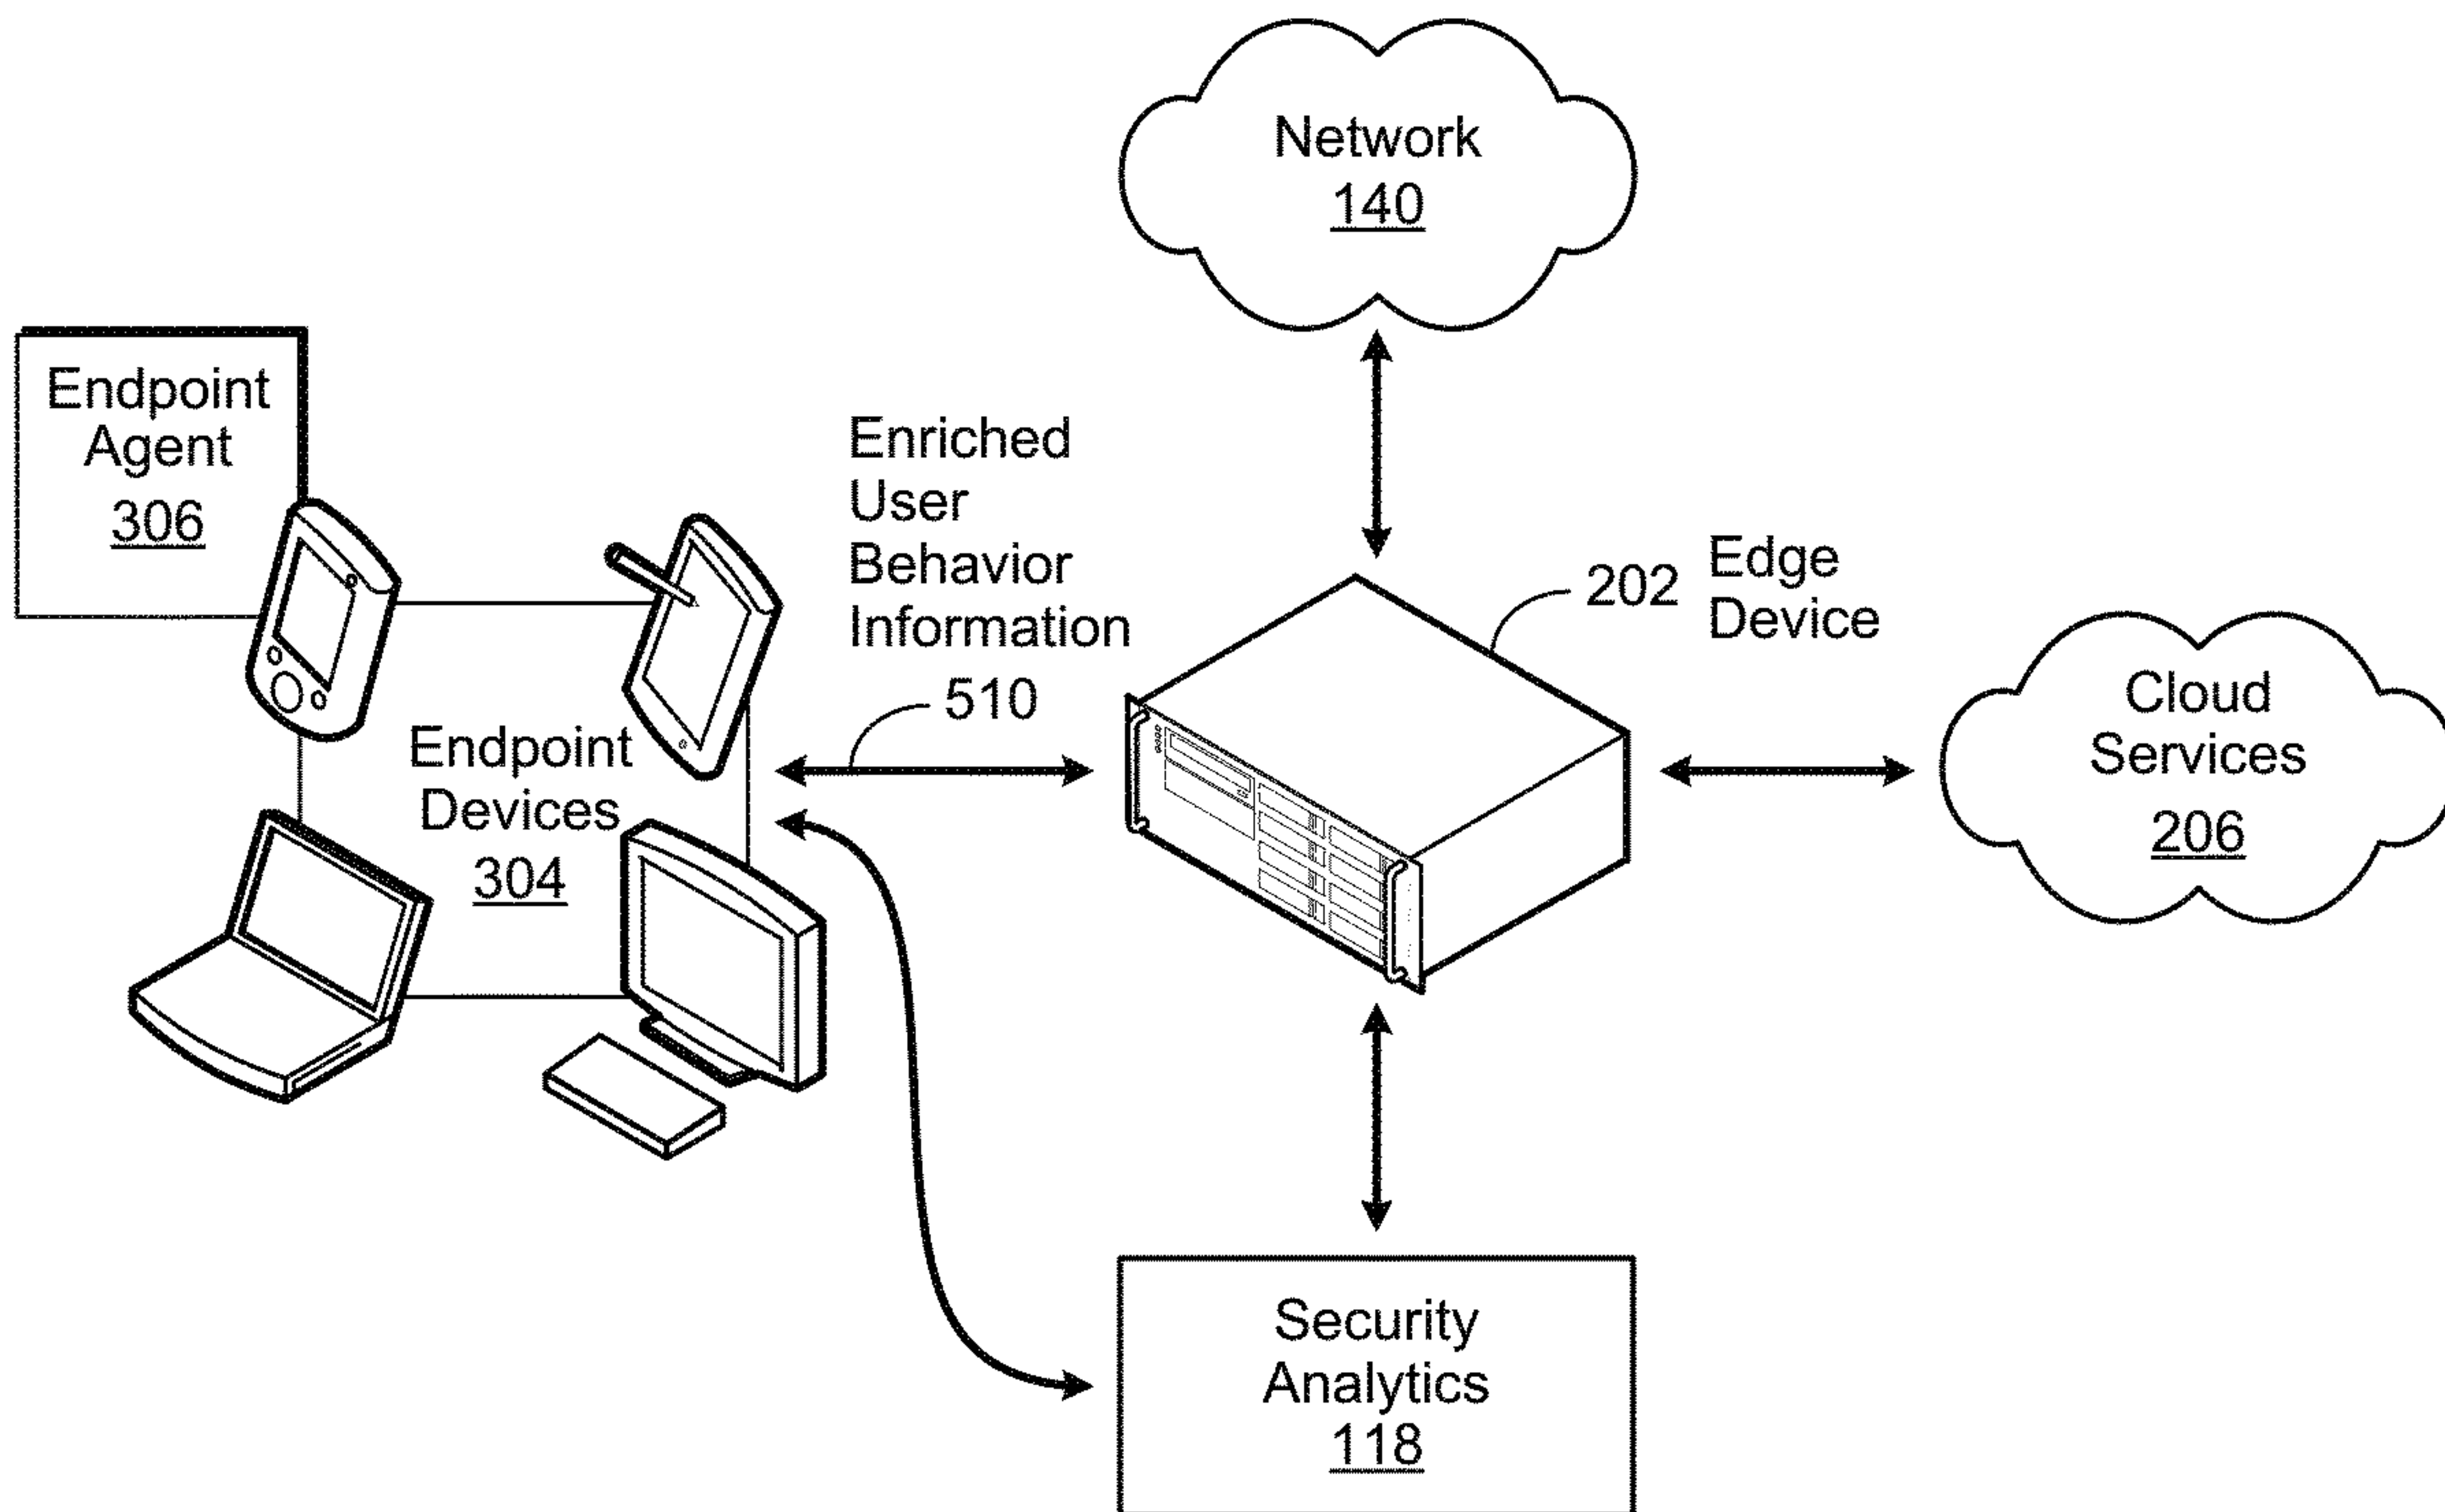 Network
140
Endpoint
Agent
306
Enriched
User
Behavior
Information
510
202
Edge
Device
Cloud
Services
206
Endpoint
Devices
304
Security
Analytics
118